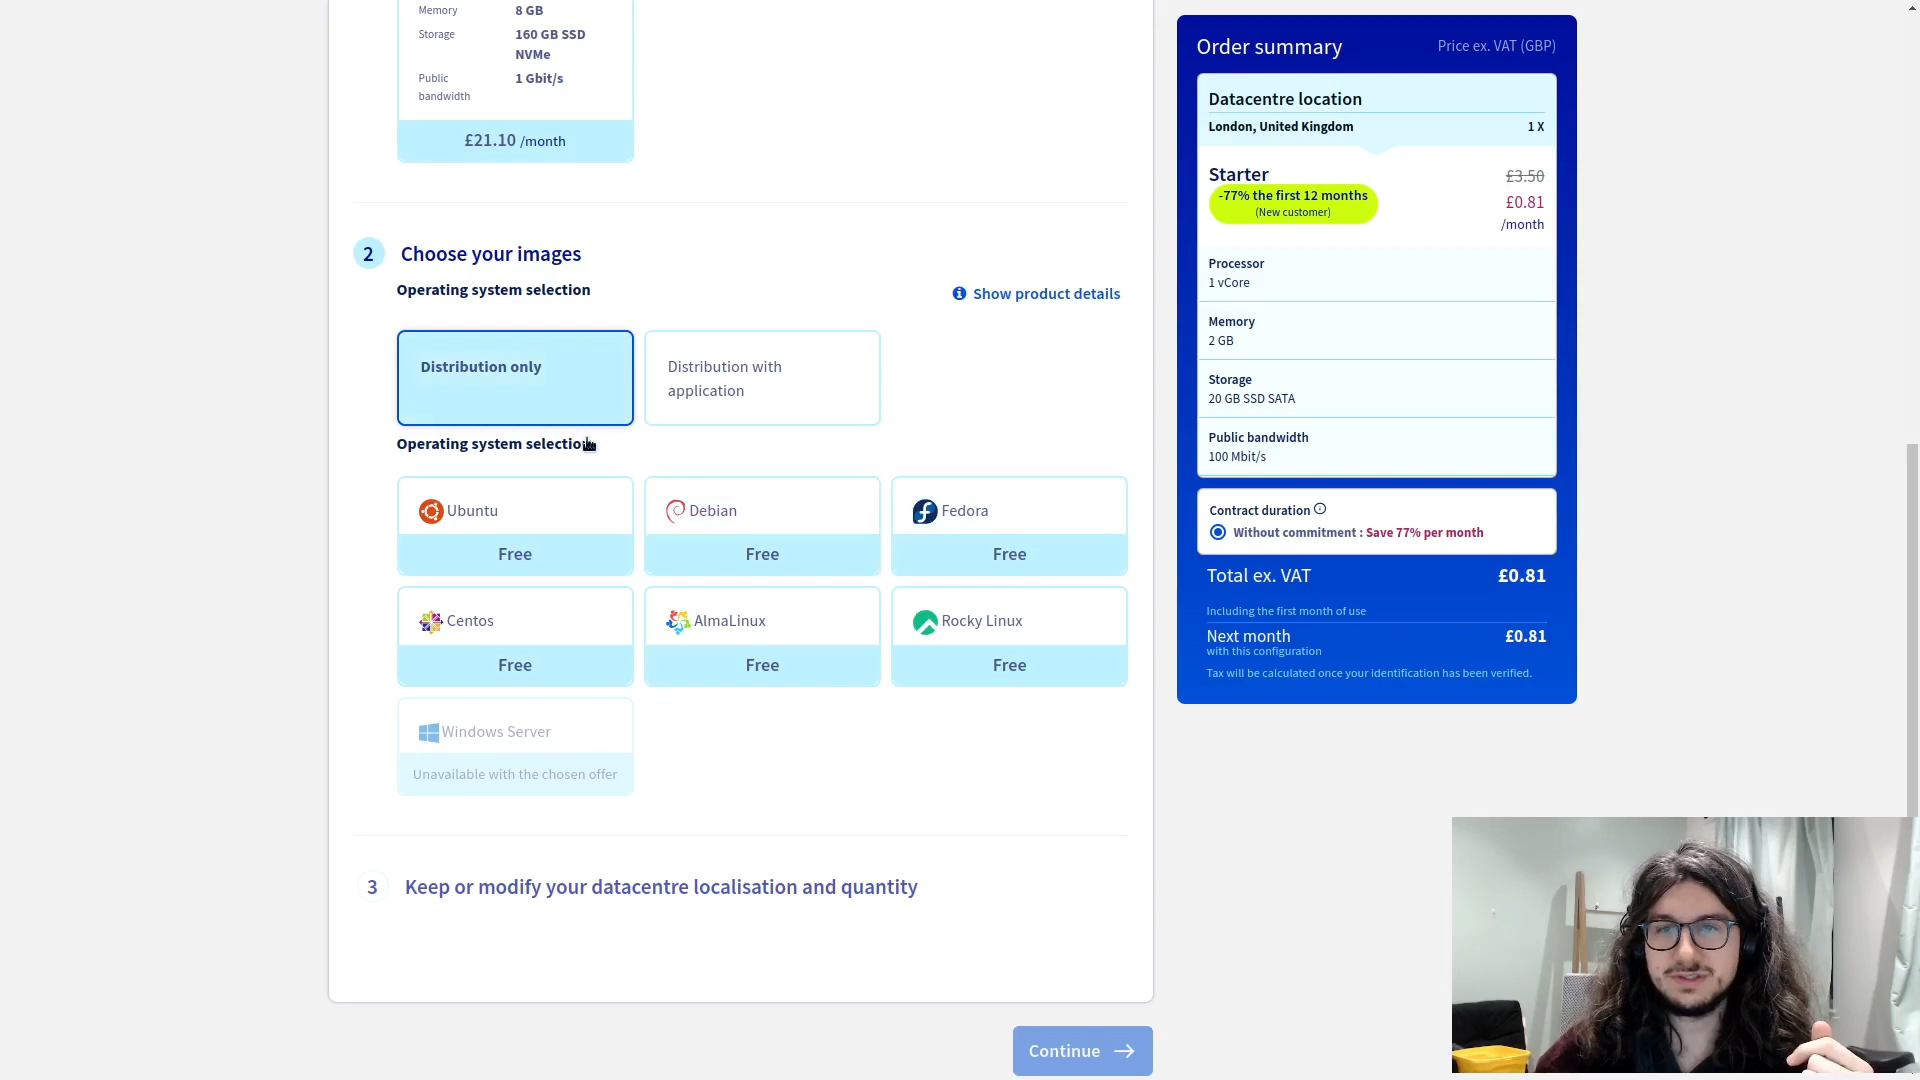 Memory
8 GB
Storage
160 GB SSD
NVMe
Public
bandwidth
1 Gbit/s
£21.10 /month
2
Choose your images
Operating system selection
Show product details
Distribution only
Distribution with
application
Operating system selection
Ubuntu
Free
Debian
Free
Fedora
Free
Centos
Free
AlmaLinux
Free
Rocky Linux
Free
Windows Server
Unavailable with the chosen offer
3
Keep or modify your datacentre localisation and quantity
Continue
Order summary
Price ex. VAT (GBP)
Datacentre location
London, United Kingdom
1 X
Starter
£3.50
-77% the first 12 months
(New customer)
£0.81
/month
Processor
1 vCore
Memory
2 GB
Storage
20 GB SSD SATA
Public bandwidth
100 Mbit/s
Contract duration
Without commitment : Save 77% per month
Total ex. VAT
£0.81
Including the first month of use
Next month
£0.81
with this configuration
Tax will be calculated once your identification has been verified.